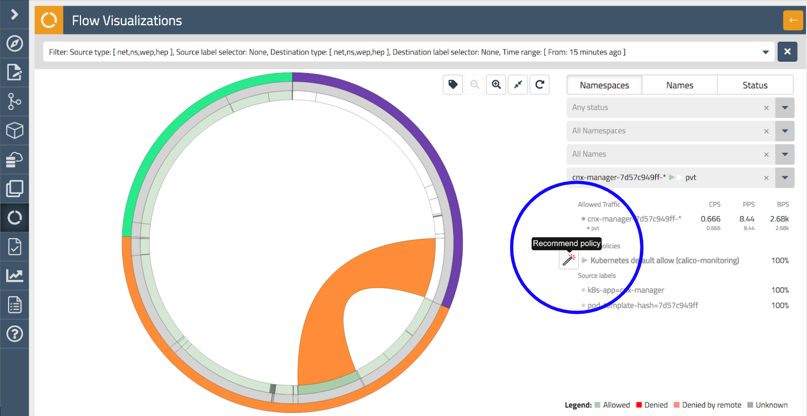 Flow Visualizations
Filter: Source type: [ net,ns,wep,hep ], Source label selector: None, Destination type: [ net,ns,wep,hep ], Destination label selector: None, Time range: [ From: 15 minutes ago ]
Namespaces Names Status
Any status
All Namespaces
All Names
cnx-manager-7d57c949ff-* pvt
Allowed Traffic CPS PPS BPS
cnx-manager-7d57c949ff-* 0.666 8.44 2.68k
pvt 0.666 8.44 2.68k
Recommend policy
Kubernetes default allow (calico-monitoring) 100%
Source labels
k8s-app=cnx-manager 100%
pod-template-hash=7d57c949ff 100%
Legend: Allowed Denied Denied by remote Unknown